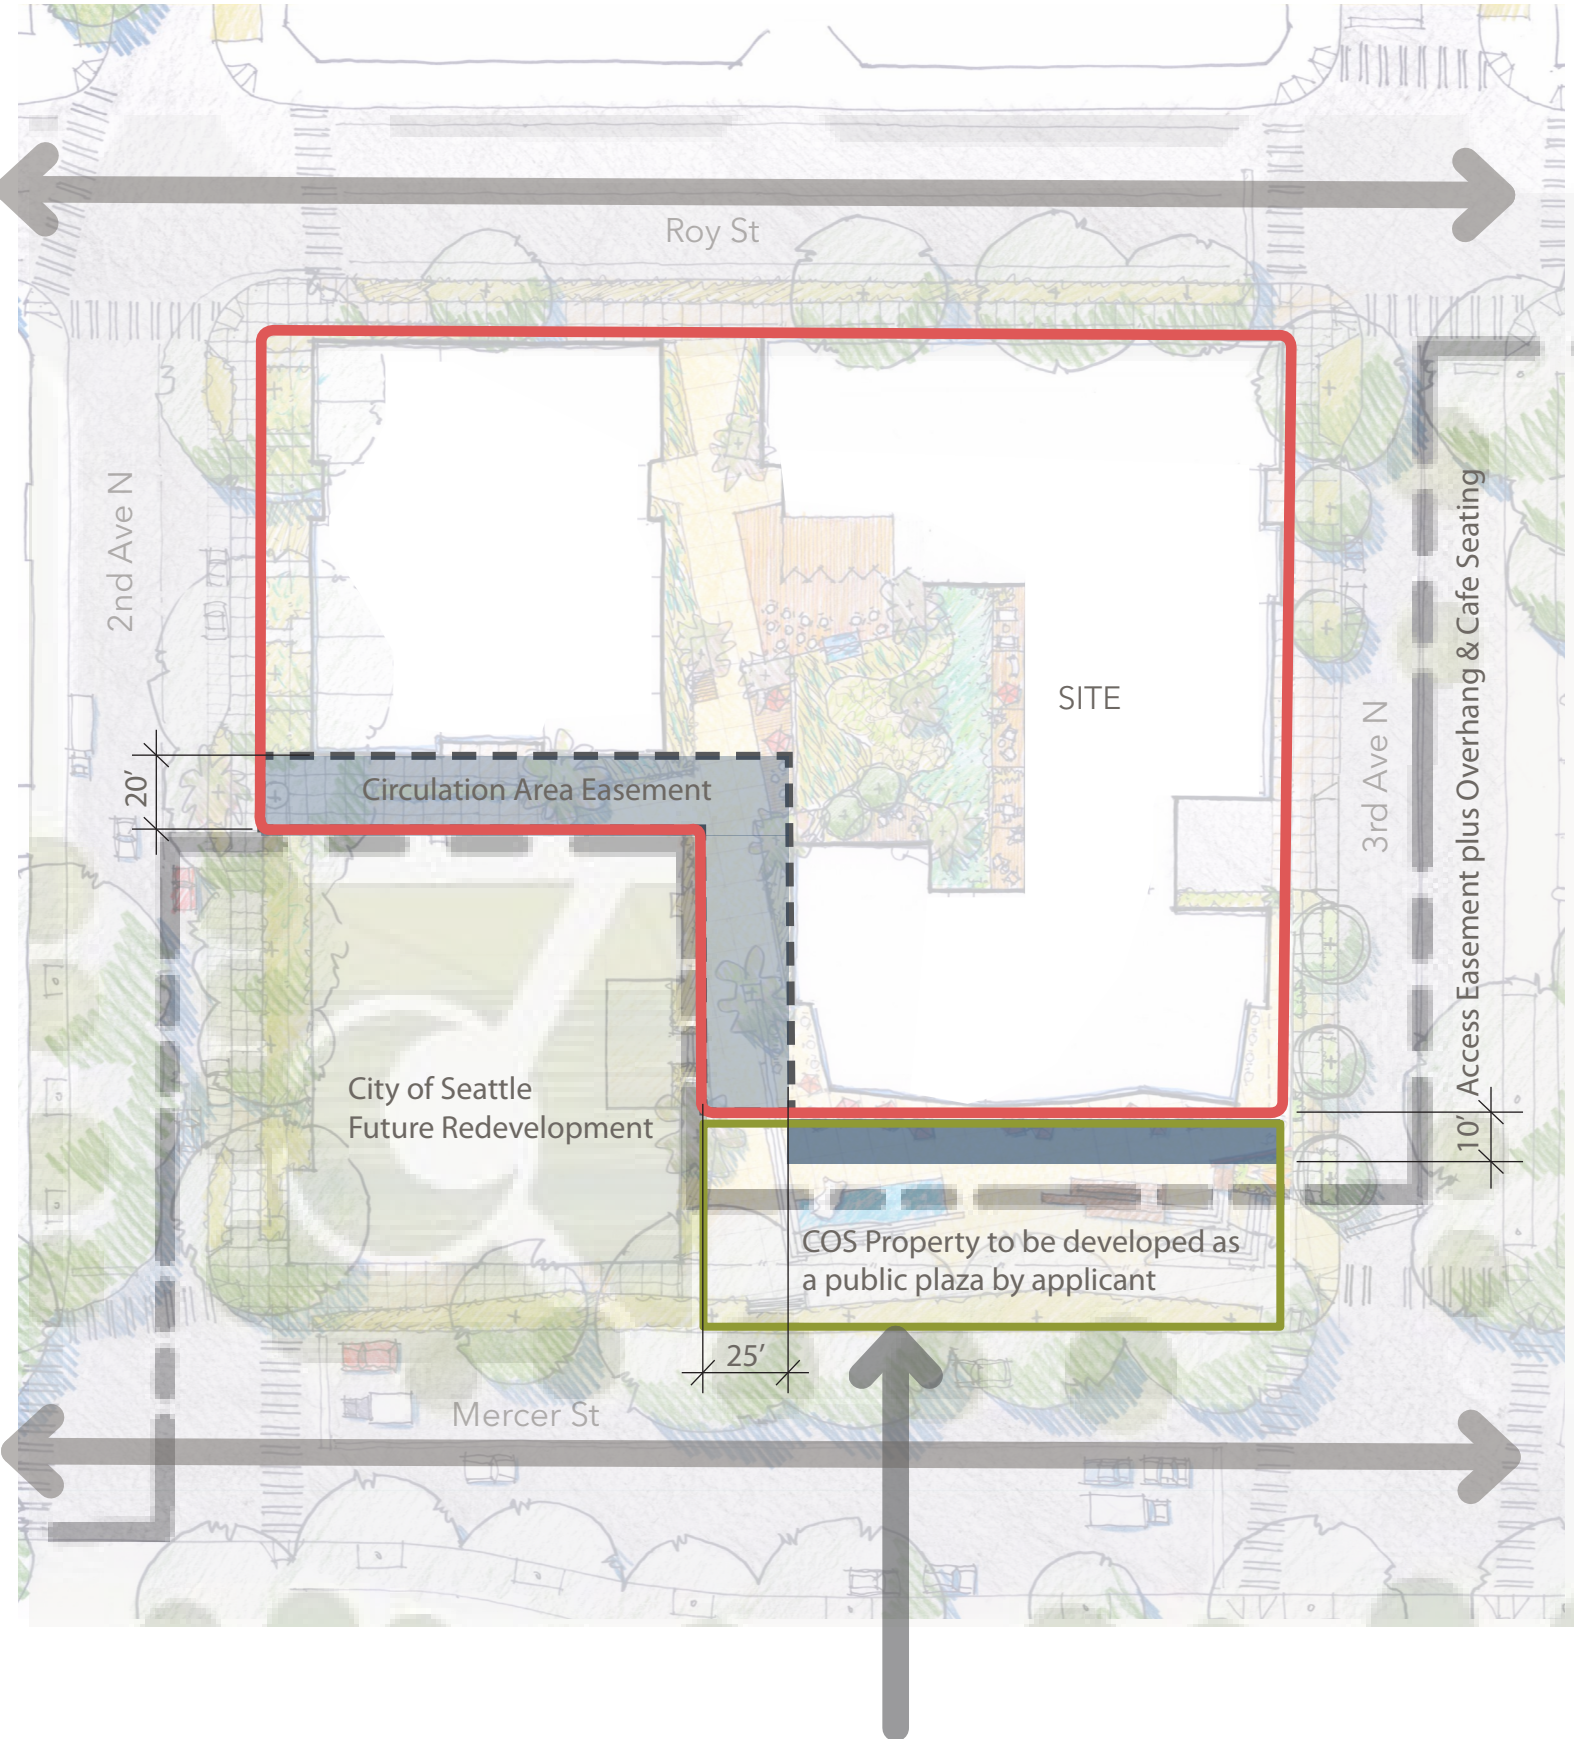 Roy St
2nd Ave N
Access Easement plus Overhang & Cafe Seating
SITE
3rd Ave N
20'
Circulation Area Easement
City of Seattle
Future Redevelopment
10'
COS Property to be developed as
a public plaza by applicant
25'
Mercer St